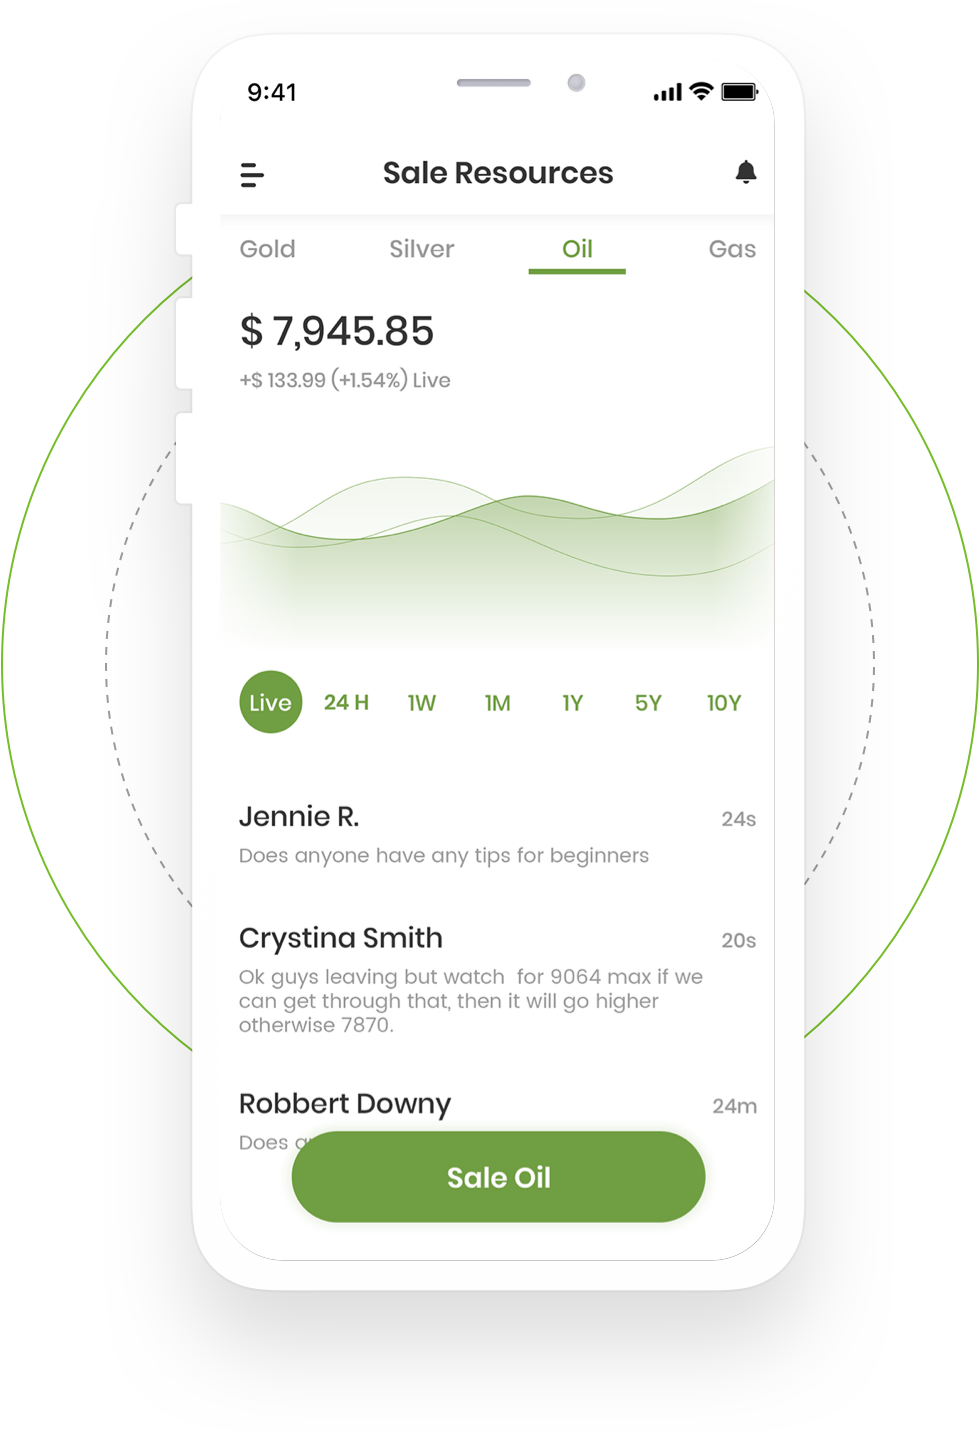 9:41
Sale Resources
Gold Silver Oil Gas
$ 7,945.85
+$ 133.99 (+1.54%) Live
Live 24 H 1W 1M 1Y 5Y 10Y
Jennie R. 24s
Does anyone have any tips for beginners
Crystina Smith 20s
Ok guys leaving but watch  for 9064 max if we
can get through that, then it will go higher
otherwise 7870.
Robbert Downy 24m
Does
Sale Oil